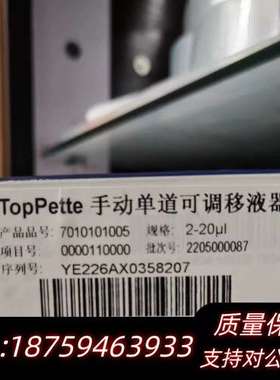 TopPette 手动单道可调移液器
产品品号: 7010101005 规格: 2-20μl
项目号: 0000110000 批次号: 2205000087
序列号: YE226AX0358207
质量保
:18759463933
支持对公